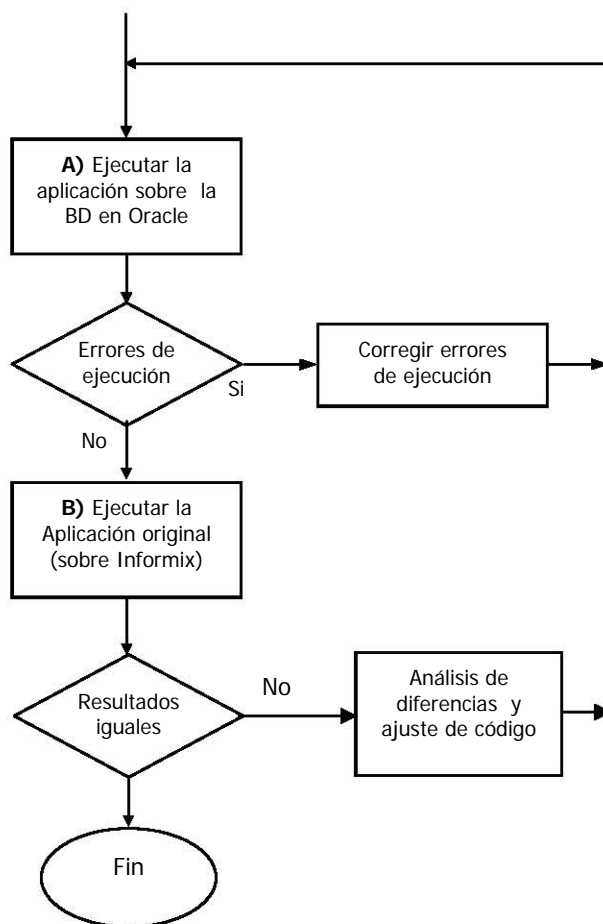 A) Ejecutar la
aplicación sobre la
BD en Oracle
Errores de
ejecución
Si
Corregir errores
de ejecución
No
B) Ejecutar la
Aplicación original
(sobre Informix)
Resultados
iguales
No
Análisis de
diferencias y
ajuste de código
Fin